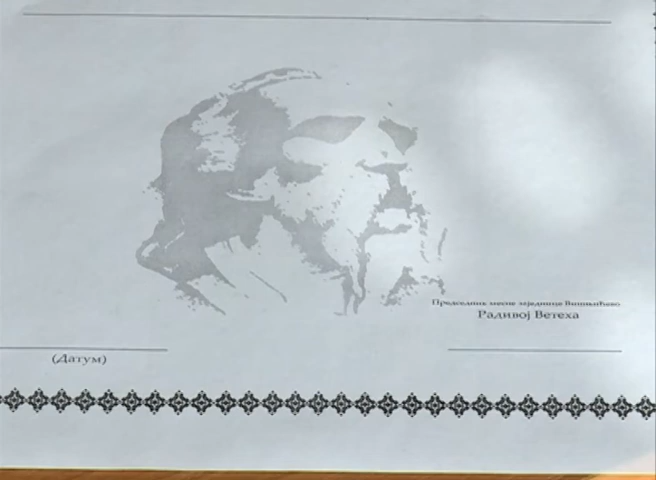 Председник месне заједнице Вишњићево
Радивој Ветеха
(Датум)